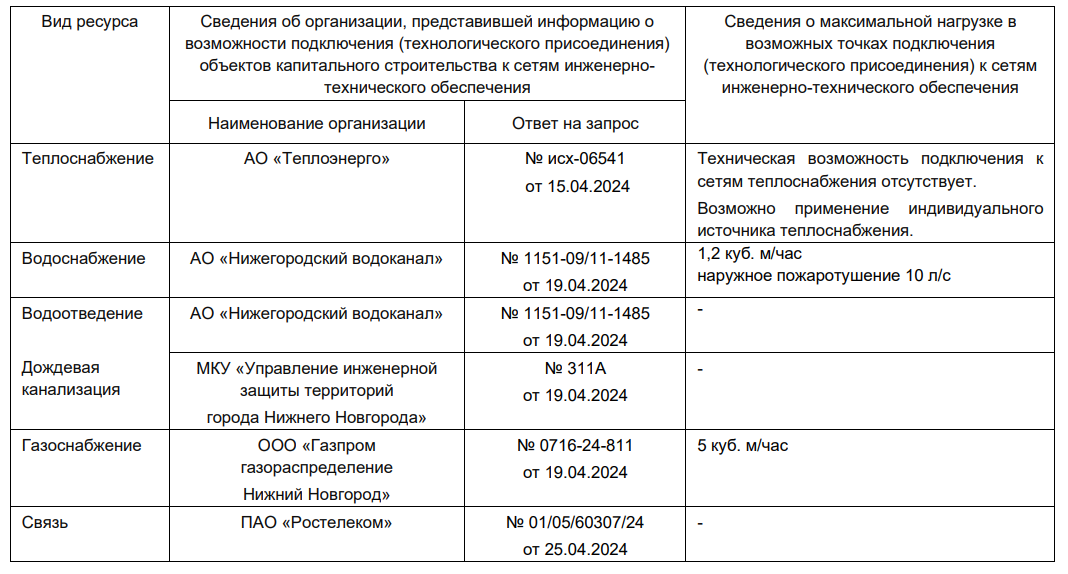 Вид ресурса
Сведения об организации, представившей информацию о
возможности подключения (технологического присоединения)
объектов капитального строительства к сетям инженерно-
технического обеспечения
Сведения о максимальной нагрузке в
возможных точках подключения
(технологического присоединения) к сетям
инженерно-технического обеспечения
Наименование организации
Ответ на запрос
Теплоснабжение
АО «Теплоэнерго»
№ исх-06541
от 15.04.2024
Техническая возможность подключения к
сетям теплоснабжения отсутствует.
Возможно применение индивидуального
источника теплоснабжения.
Водоснабжение
АО «Нижегородский водоканал»
№ 1151-09/11-1485
от 19.04.2024
1,2 куб. м/час
наружное пожаротушение 10 л/с
Водоотведение
АО «Нижегородский водоканал»
№ 1151-09/11-1485
от 19.04.2024
-
Дождевая
канализация
МКУ «Управление инженерной
защиты территорий
города Нижнего Новгорода»
№ 311А
от 19.04.2024
-
Газоснабжение
ООО «Газпром
газораспределение
Нижний Новгород»
№ 0716-24-811
от 19.04.2024
5 куб. м/час
Связь
ПАО «Ростелеком»
№ 01/05/60307/24
от 25.04.2024
-